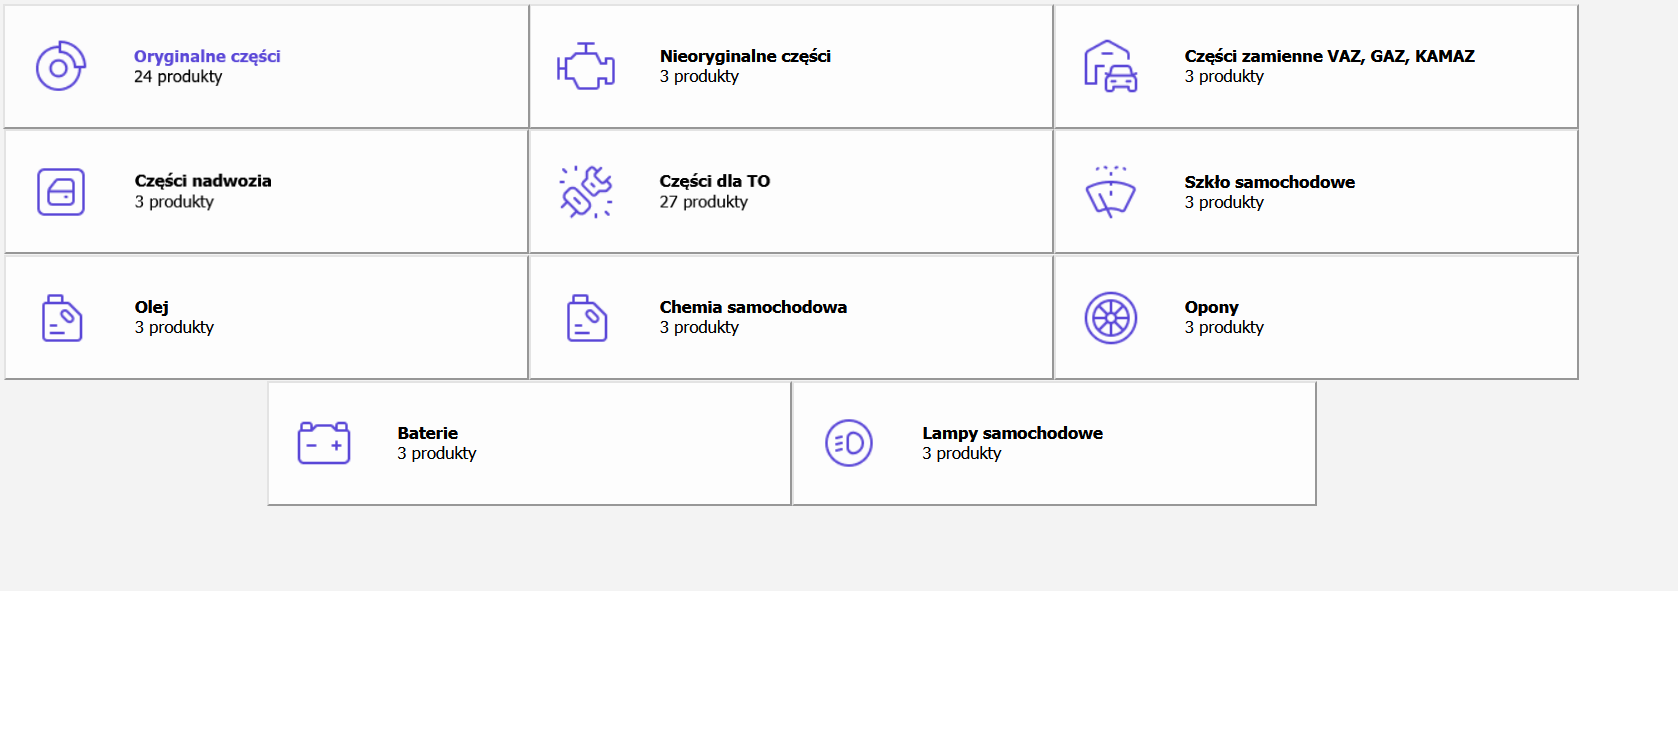 Oryginalne części
24 produkty
Nieoryginalne części
3 produkty
Części zamienne VAZ, GAZ, KAMAZ
3 produkty
Części nadwozia
3 produkty
Części dla TO
27 produkty
Szkło samochodowe
3 produkty
Olej
3 produkty
Chemia samochodowa
3 produkty
Opony
3 produkty
Baterie
3 produkty
Lampy samochodowe
3 produkty